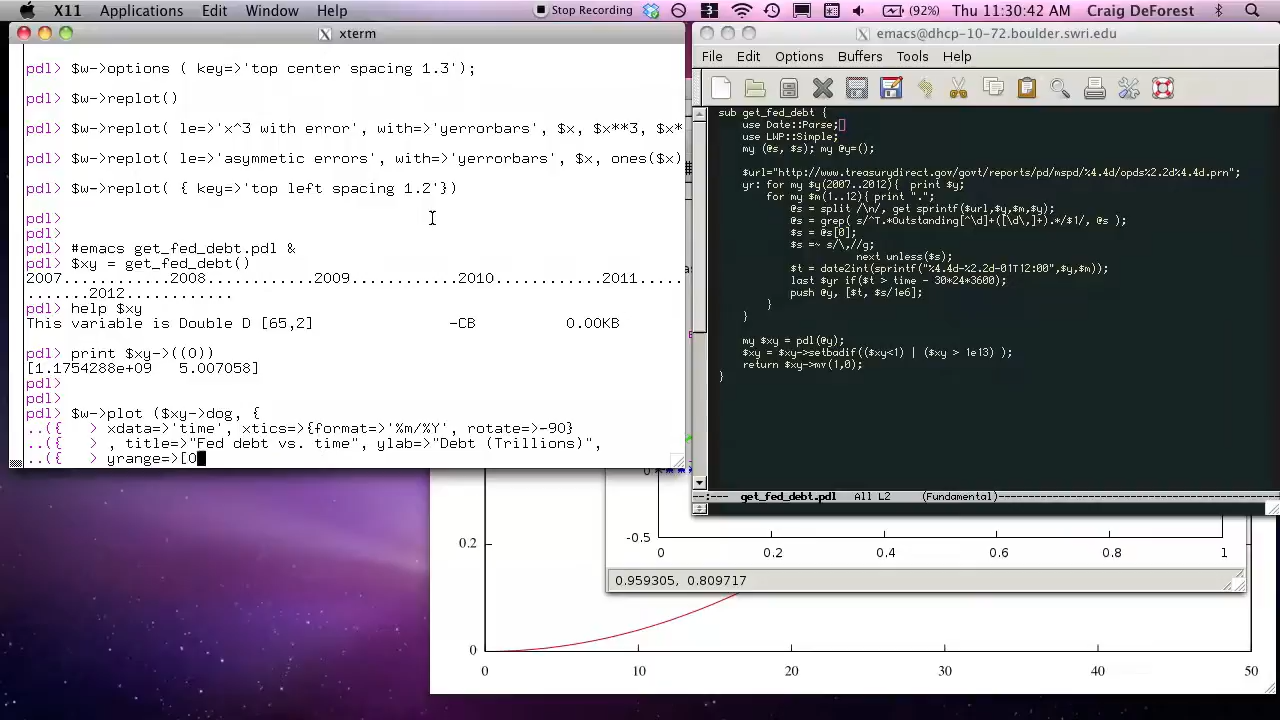 X11 Applications Edit Window Help Stop Recording 3 (92%) Thu 11:30:42 AM Craig DeForest
xterm
pdl> $w->options ( key=>'top center spacing 1.3');
pdl> $w->replot()
pdl> $w->replot( le=>'x^3 with error', with=>'yerrorbars', $x, $x**3, $x*
pdl> $w->replot( le=>'asymmetic errors', with=>'yerrorbars', $x, ones($x)
pdl> $w->replot( { key=>'top left spacing 1.2'})
pdl>
pdl>
pdl> #emacs get_fed_debt.pdl &
pdl> $xy = get_fed_debt()
2007............2008............2009............2010............2011.....
.......2012............
pdl> help $xy
This variable is Double D [65,2] -CB 0.00KB
pdl> print $xy->((0))
[1.1754288e+09 5.007058]
pdl>
pdl>
pdl> $w->plot ($xy->dog, {
..({ > xdata=>'time', xtics=>{format=>'%m/%Y', rotate=>-90}
..({ > , title=>"Fed debt vs. time", ylab=>"Debt (Trillions)",
..({ > yrange=>[0
emacs@dhcp-10-72.boulder.swri.edu
File Edit Options Buffers Tools Help
sub get_fed_debt {
use Date::Parse;
use LWP::Simple;
my (@s, $s); my @y=();
$url="http://www.treasurydirect.gov/govt/reports/pd/mspd/%4.4d/opds%2.2d%4.4d.prn";
yr: for my $y(2007..2012){ print $y;
for my $m(1..12){ print ".";
@s = split /\n/, get sprintf($url,$y,$m,$y);
@s = grep( s/^T.*Outstanding[^\d]+([\d\,]+).*/$1/, @s );
$s = @s[0];
$s =~ s/\,//g;
next unless($s);
$t = date2int(sprintf("%4.4d-%2.2d-01T12:00",$y,$m));
last $yr if($t > time - 30*24*3600);
push @y, [$t, $s/1e6];
}
}
my $xy = pdl(@y);
$xy = $xy->setbadif(($xy<1) | ($xy > 1e13) );
return $xy->mv(1,0);
}
--:--- get_fed_debt.pdl All L2 (Fundamental)
-0.5
0 0.2 0.4 0.6 0.8 1
0.959305, 0.809717
0.2
0
0 10 20 30 40 50